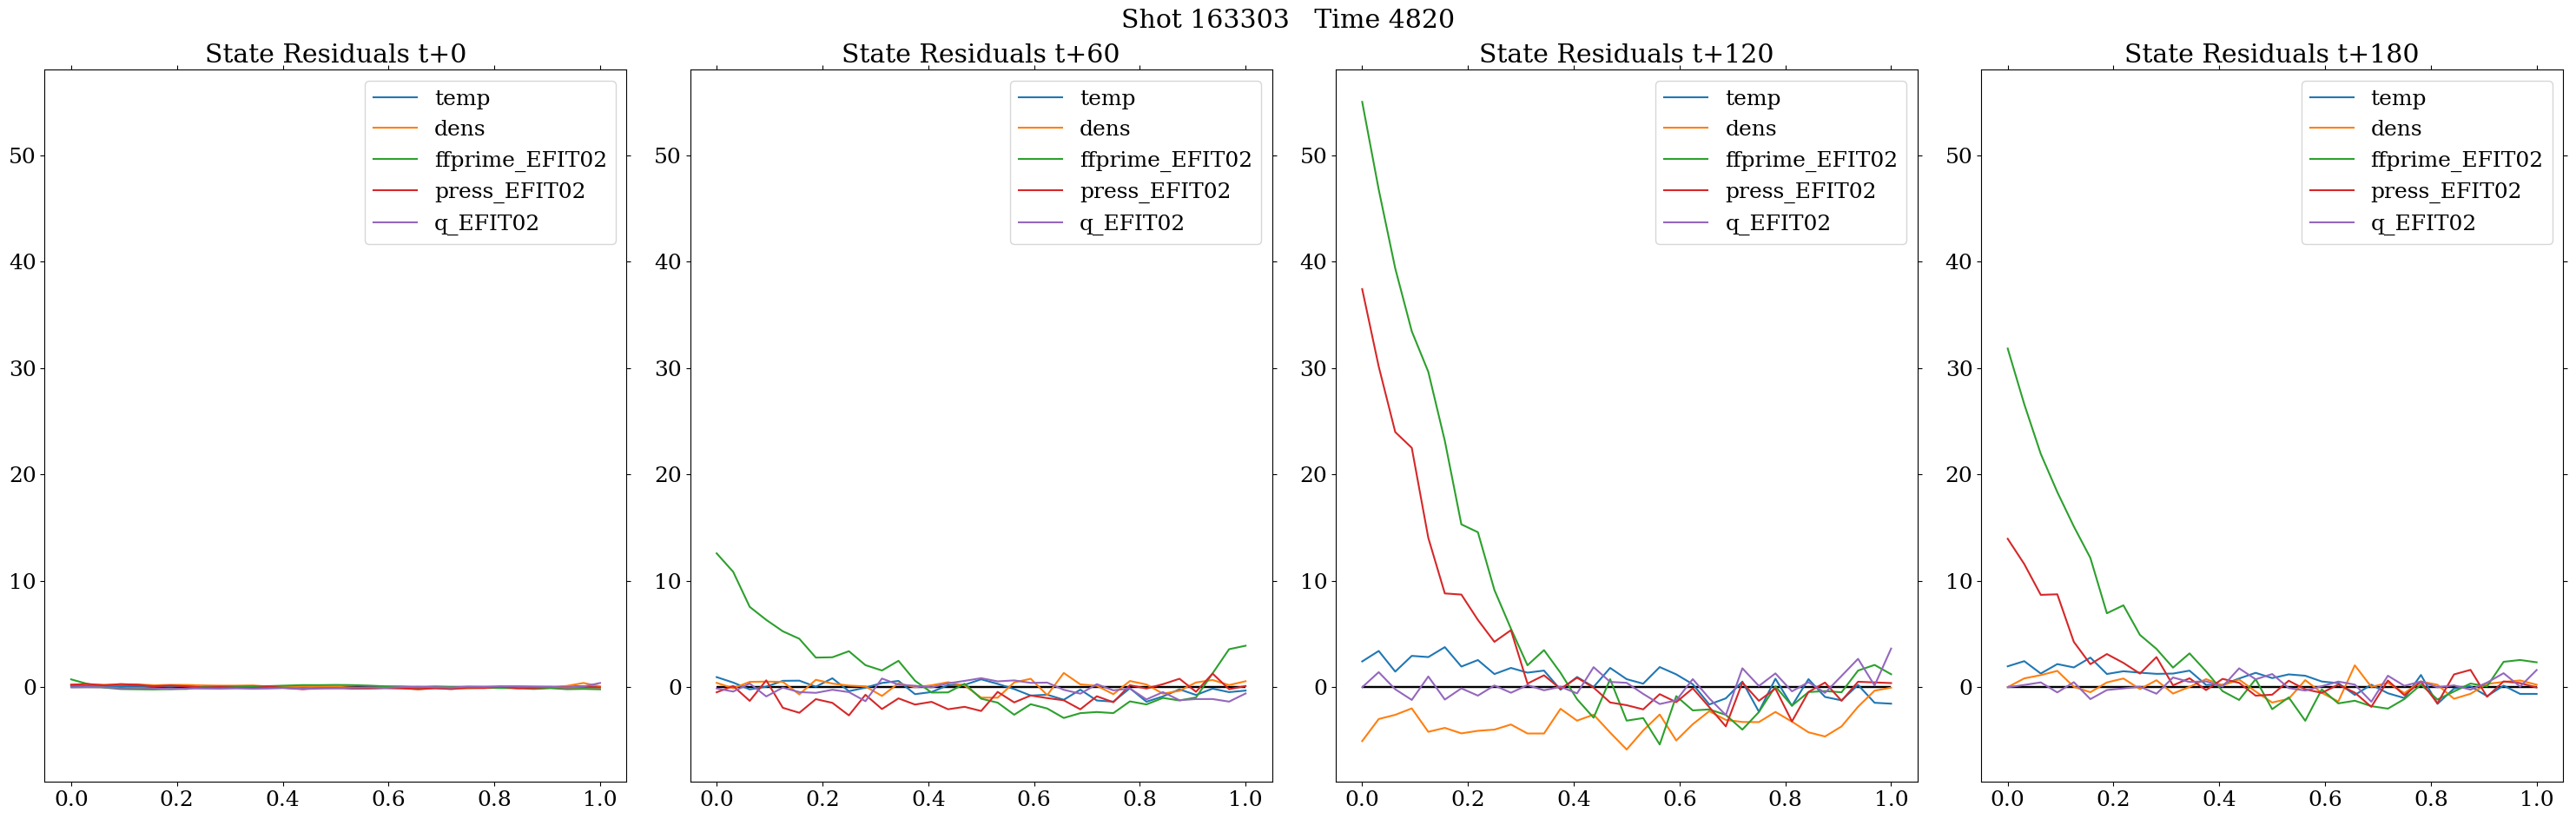 Shot 163303   Time 4820
State Residuals t+0
temp
dens
ffprime_EFIT02
press_EFIT02
q_EFIT02
50
40
30
20
10
0
0.0 0.2 0.4 0.6 0.8 1.0
State Residuals t+60
temp
dens
ffprime_EFIT02
press_EFIT02
q_EFIT02
50
40
30
20
10
0
0.0 0.2 0.4 0.6 0.8 1.0
State Residuals t+120
temp
dens
ffprime_EFIT02
press_EFIT02
q_EFIT02
50
40
30
20
10
0
0.0 0.2 0.4 0.6 0.8 1.0
State Residuals t+180
temp
dens
ffprime_EFIT02
press_EFIT02
q_EFIT02
50
40
30
20
10
0
0.0 0.2 0.4 0.6 0.8 1.0